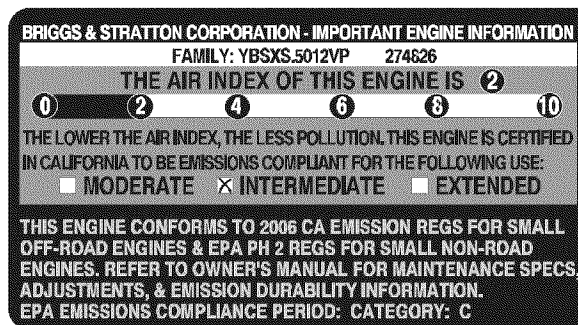 BRIGGS & STRATTON CORPORATION - IMPORTANT ENGINE INFORMATION
FAMILY: YBSXS.5012VP 274826
THE AIR INDEX OF THIS ENGINE IS 2
0 2 4 6 8 10
THE LOWER THE AIR INDEX, THE LESS POLLUTION. THIS ENGINE IS CERTIFIED
IN CALIFORNIA TO BE EMISSIONS COMPLIANT FOR THE FOLLOWING USE:
MODERATE INTERMEDIATE EXTENDED
THIS ENGINE CONFORMS TO 2006 CA EMISSION REGS FOR SMALL
OFF-ROAD ENGINES & EPA PH 2 REGS FOR SMALL NON-ROAD
ENGINES. REFER TO OWNER'S MANUAL FOR MAINTENANCE SPECS,
ADJUSTMENTS, & EMISSION DURABILITY INFORMATION.
EPA EMISSIONS COMPLIANCE PERIOD: CATEGORY: C